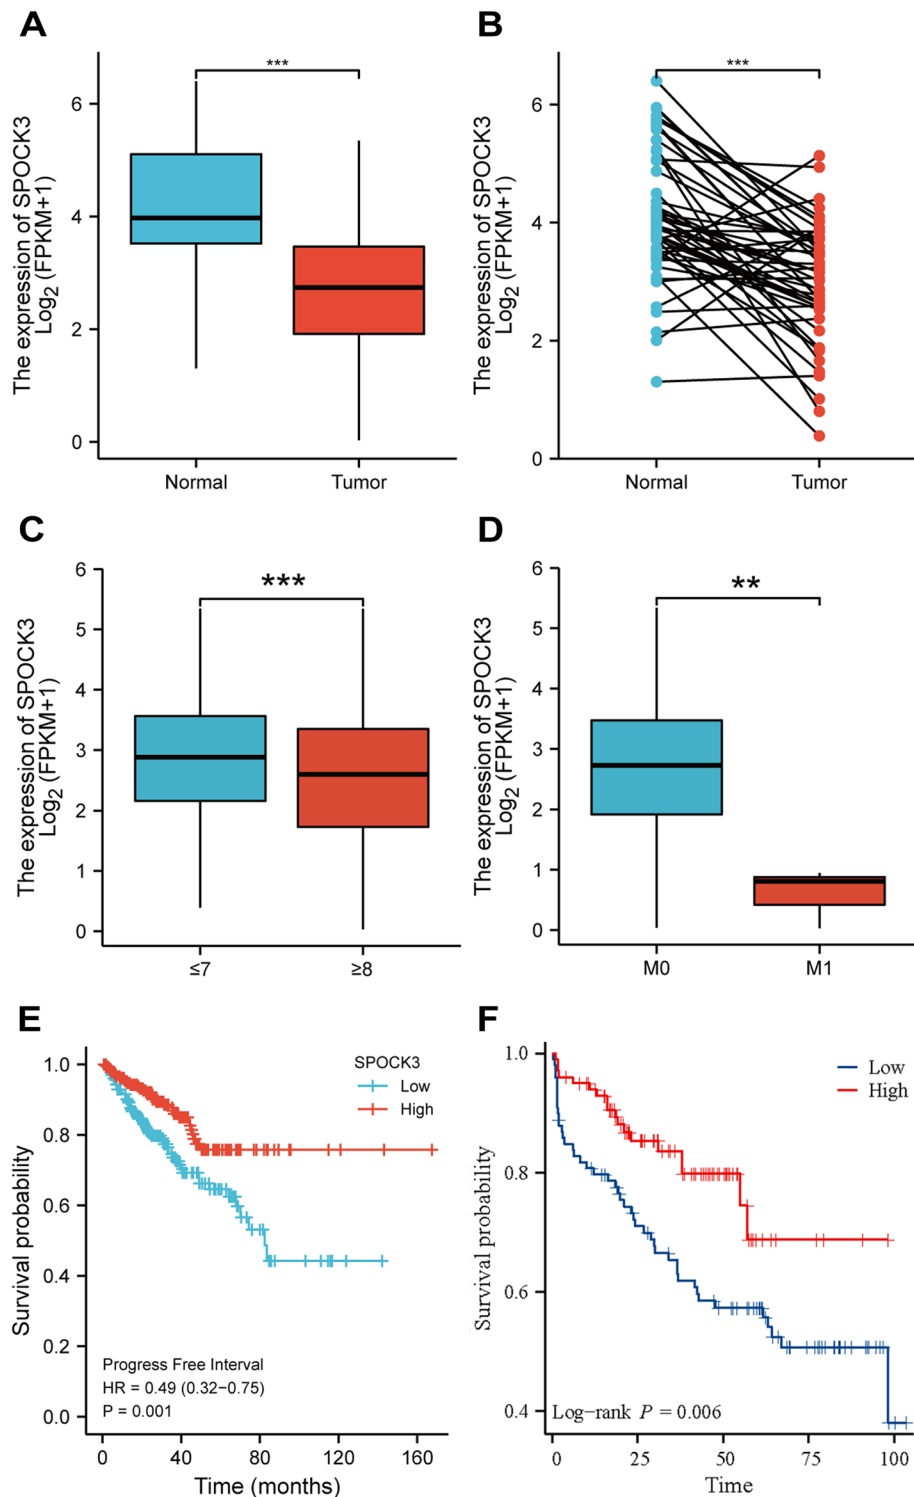 A
The expression of SPOCK3
Log2 (FPKM+1)
6
4
2
0
***
Normal
Tumor
B
The expression of SPOCK3
Log2 (FPKM+1)
6
4
2
0
***
Normal
Tumor
C
The expression of SPOCK3
Log2 (FPKM+1)
6
5
4
3
2
1
0
***
≤7
≥8
D
The expression of SPOCK3
Log2 (FPKM+1)
6
5
4
3
2
1
0
**
M0
M1
E
Survival probability
1.0
0.8
0.6
0.4
0.2
0.0
SPOCK3
Low
High
Progress Free Interval
HR = 0.49 (0.32−0.75)
P = 0.001
0
40
80
120
160
Time (months)
F
Survival probability
1.0
0.8
0.6
0.4
Low
High
Log−rank P = 0.006
0
25
50
75
100
Time